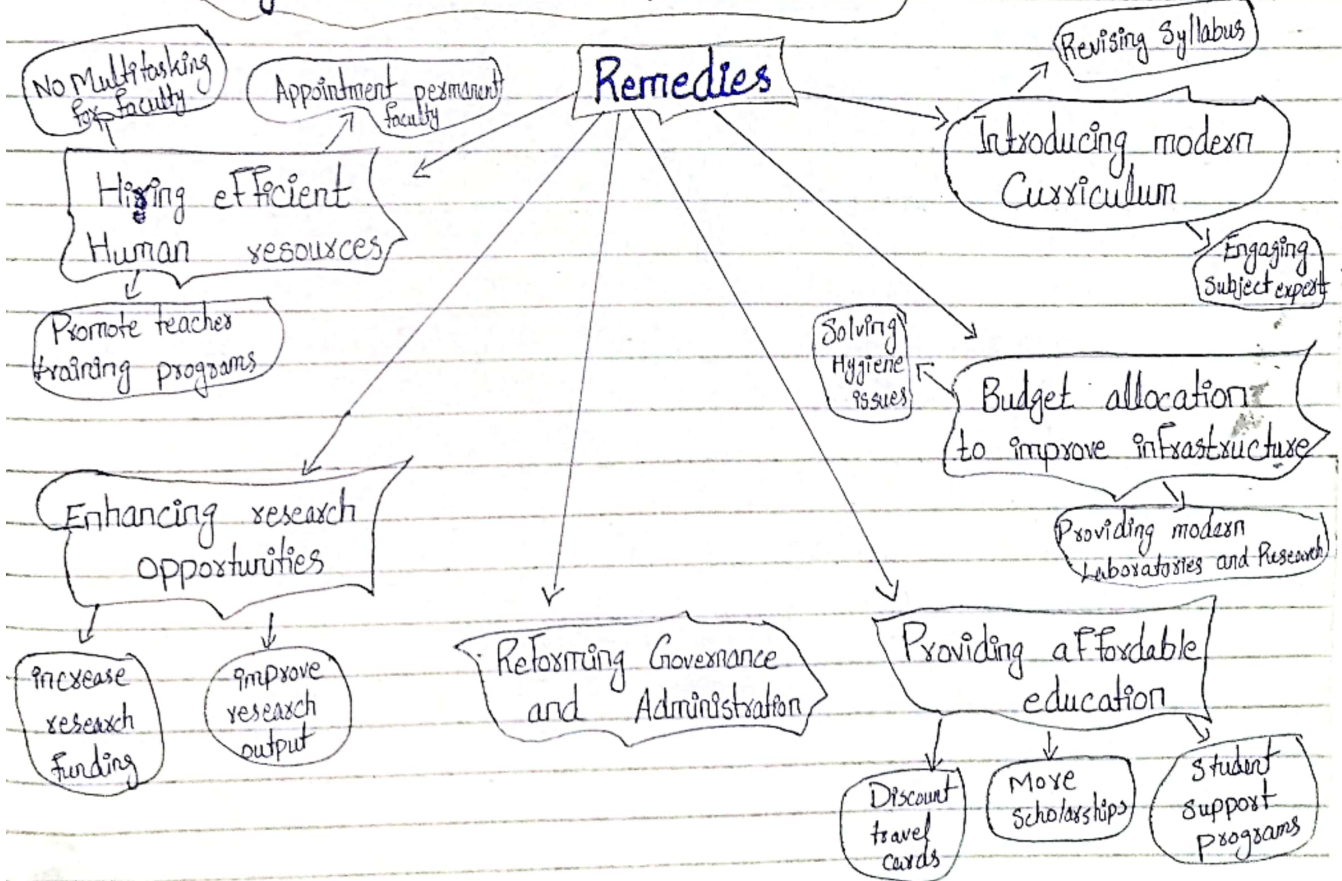 Remedies
No Multitasking
for faculty
Appointment permanent
faculty
Hiring efficient
Human resources
Promote teacher
training programs
Revising Syllabus
Introducing modern
Curriculum
Engaging
Subject expert
Solving
Hygiene
issues
Budget allocation
to improve infrastructure
Providing modern
Laboratories and Research
Enhancing research
opportunities
increase
research
funding
improve
research
output
Reforming Governance
and Administration
Providing affordable
education
Discount
travel
cards
More
Scholarships
Student
Support
programs